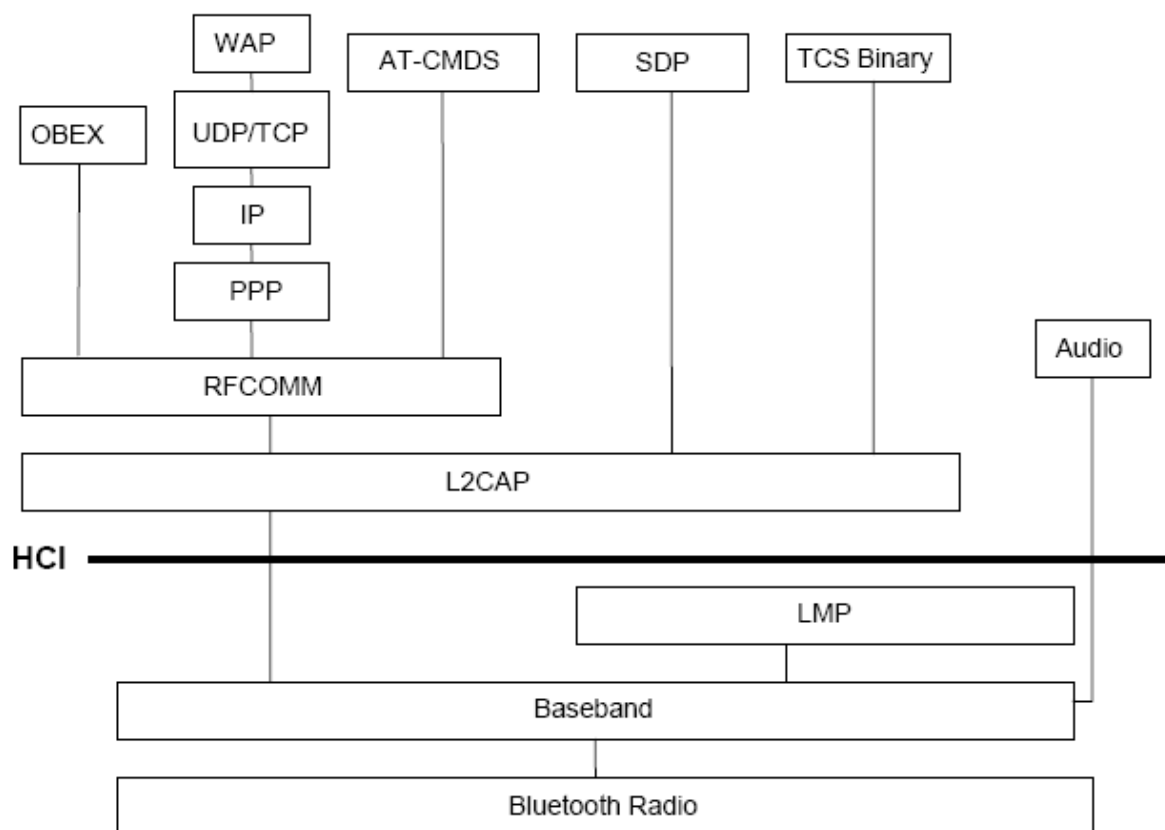 WAP
AT-CMDS
SDP
TCS Binary
OBEX
UDP/TCP
IP
PPP
Audio
RFCOMM
L2CAP
HCI
LMP
Baseband
Bluetooth Radio